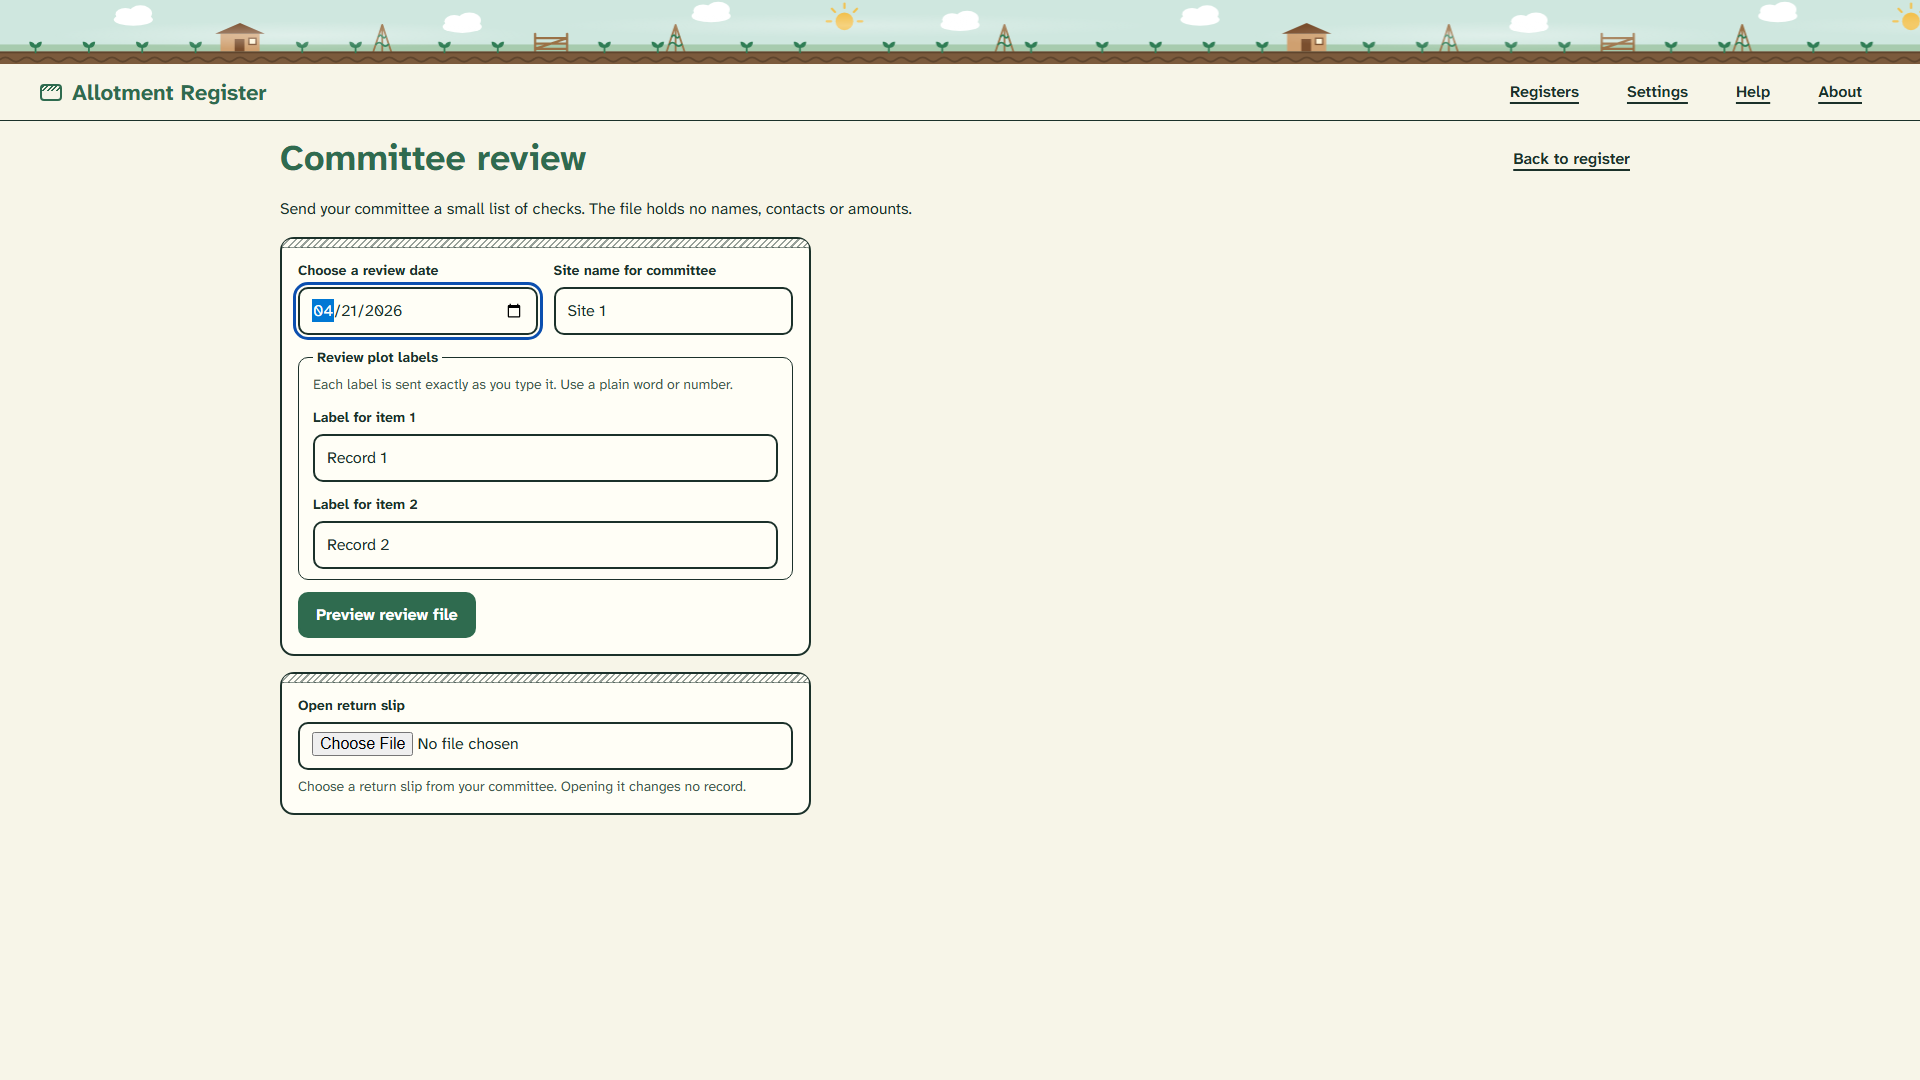 Allotment Register
Registers
Settings
Help
About
Committee review
Back to register
Send your committee a small list of checks. The file holds no names, contacts or amounts.
Choose a review date
Site name for committee
04/21/2026
Site 1
Review plot labels
Each label is sent exactly as you type it. Use a plain word or number.
Label for item 1
Record 1
Label for item 2
Record 2
Preview review file
Open return slip
Choose File No file chosen
Choose a return slip from your committee. Opening it changes no record.